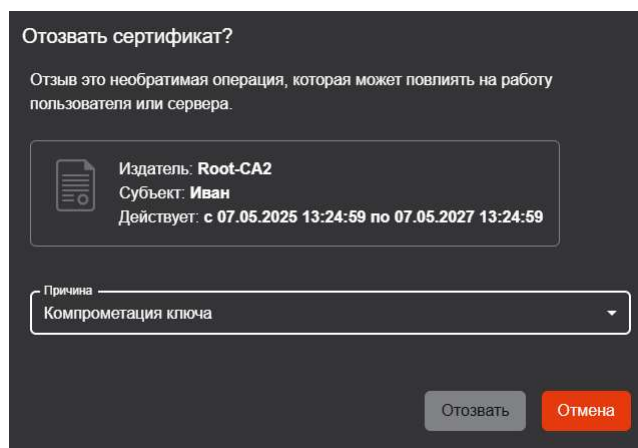 Отозвать сертификат?
Отзыв это необратимая операция, которая может повлиять на работу
пользователя или сервера.
Издатель: Root-CA2
Субъект: Иван
Действует: с 07.05.2025 13:24:59 по 07.05.2027 13:24:59
Причина
Компрометация ключа
Отозвать Отмена